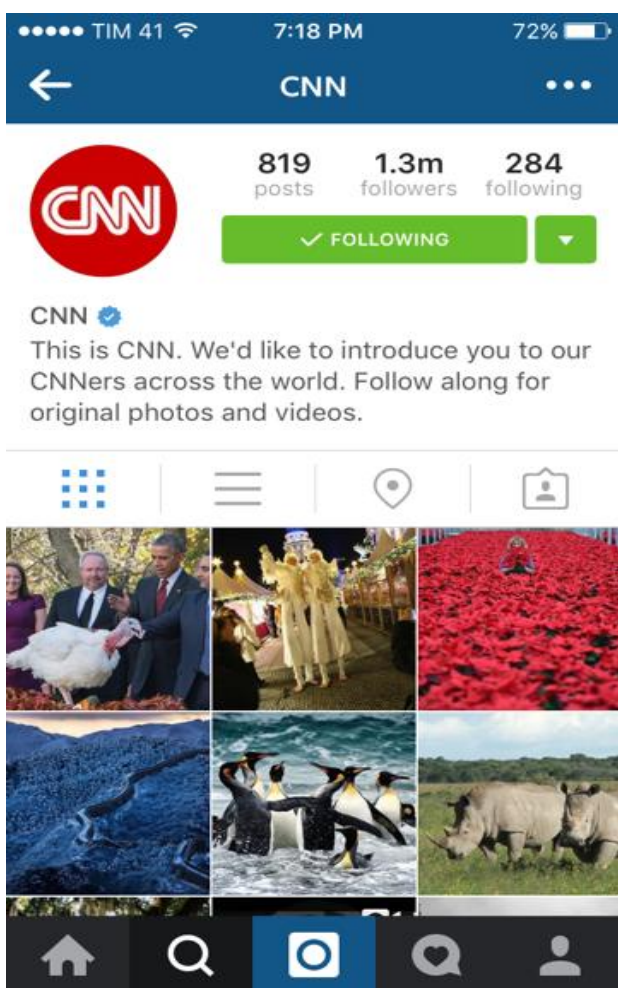 TIM 41 7:18 PM 72%
CNN
CNN
819 1.3m 284
posts followers following
FOLLOWING
CNN
This is CNN. We'd like to introduce you to our
CNNers across the world. Follow along for
original photos and videos.